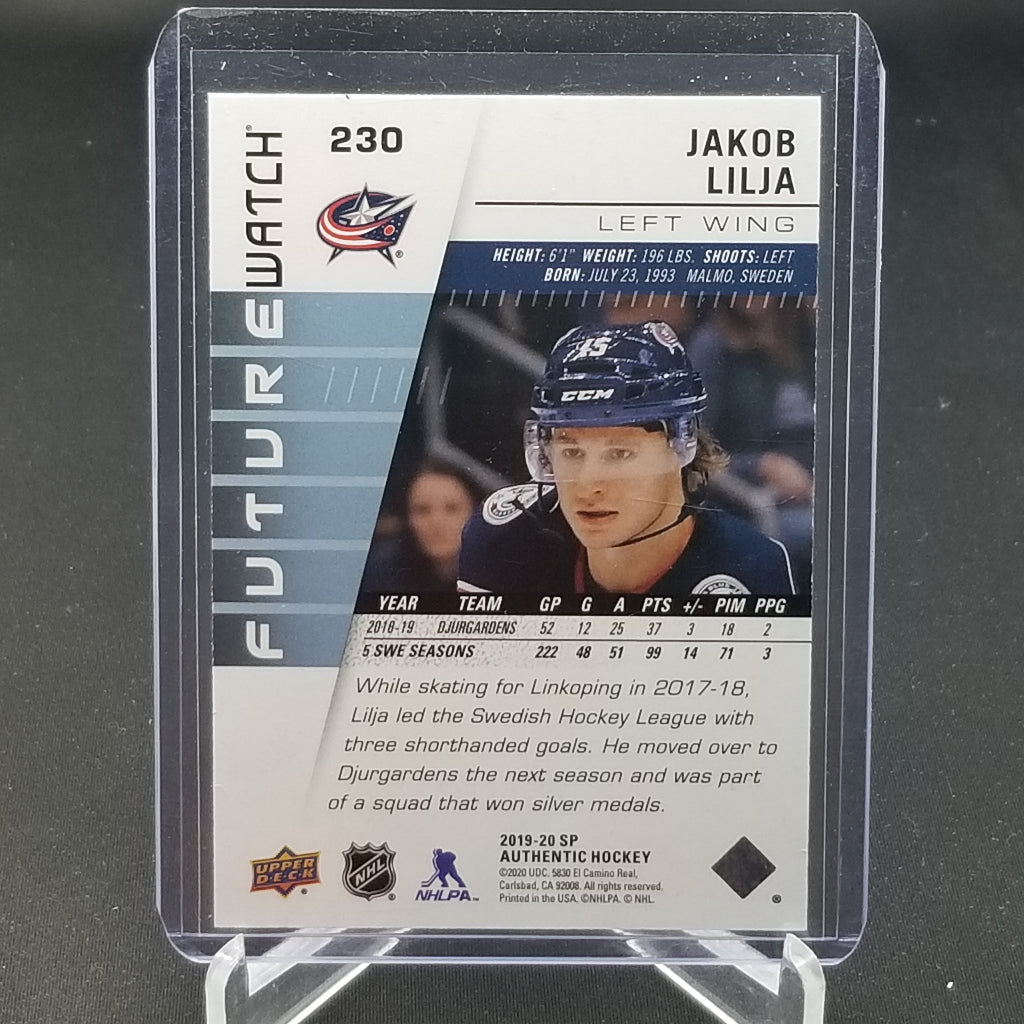 FUTUREWATCH
230
JAKOB
LILJA
LEFT WING
HEIGHT: 6'1" WEIGHT: 196 LBS. SHOOTS: LEFT
BORN: JULY 23, 1993 MALMO, SWEDEN
15
CCM
YEAR TEAM GP G A PTS +/- PIM PPG
2018-19 DJURGARDENS 52 12 25 37 3 18 2
5 SWE SEASONS 222 48 51 99 14 71 3
While skating for Linkoping in 2017-18,
Lilja led the Swedish Hockey League with
three shorthanded goals. He moved over to
Djurgardens the next season and was part
of a squad that won silver medals.
UPPER
DECK
NHL
NHLPA™
2019-20 SP
AUTHENTIC HOCKEY
©2020 UDC. 5830 El Camino Real,
Carlsbad, CA 92008. All rights reserved.
Printed in the USA. ©NHLPA. © NHL.
®